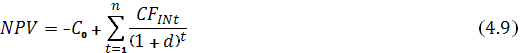 NPV = −C₀ + ∑ₜ₌₁ⁿ CF_INt / (1 + d)ᵗ (4.9)